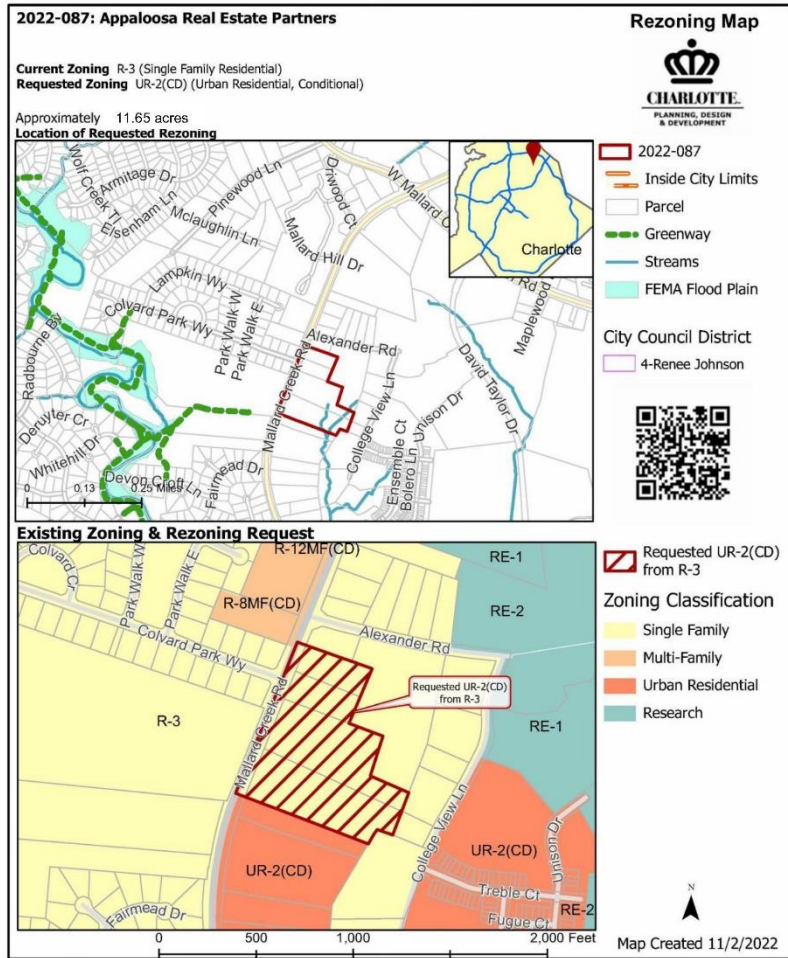 2022-087: Appaloosa Real Estate Partners
Current Zoning R-3 (Single Family Residential)
Requested Zoning UR-2(CD) (Urban Residential, Conditional)
Approximately 11.65 acres
Location of Requested Rezoning
Rezoning Map
CHARLOTTE
PLANNING, DESIGN
& DEVELOPMENT
Wolf Creek Tl
Armitage Dr
Elsenham Ln
Mclaughlin Ln
Pinewood Ln
Driwood Ct
Mallard Hill Dr
W Mallard
Rd
Maplewood
Charlotte
Lampkin Wy
Colvard Park Wy
Park Walk W
Park Walk E
Alexander Rd
Mallard Creek Rd
College View Ln
Unison Dr
David Taylor Dr
Radbourne Bv
Deruyter Cr
Whitehill Dr
Devon Croft Ln
Fairmead Dr
Ensemble Ct
Bolero Ln
0 0.13 0.25 Miles
2022-087
Inside City Limits
Parcel
Greenway
Streams
FEMA Flood Plain
City Council District
4-Renee Johnson
Existing Zoning & Rezoning Request
R-12MF(CD)
R-8MF(CD)
RE-1
RE-2
Colvard Cr
Park Walk W
Park Walk E
Colvard Park Wy
Alexander Rd
Requested UR-2(CD)
from R-3
R-3
Mallard Creek Rd
RE-1
College View Ln
UR-2(CD)
UR-2(CD)
Unison Dr
Treble Ct
Fugue Ct
RE-2
Fairmead Dr
0 500 1,000 2,000 Feet
Requested UR-2(CD)
from R-3
Zoning Classification
Single Family
Multi-Family
Urban Residential
Research
N
Map Created 11/2/2022